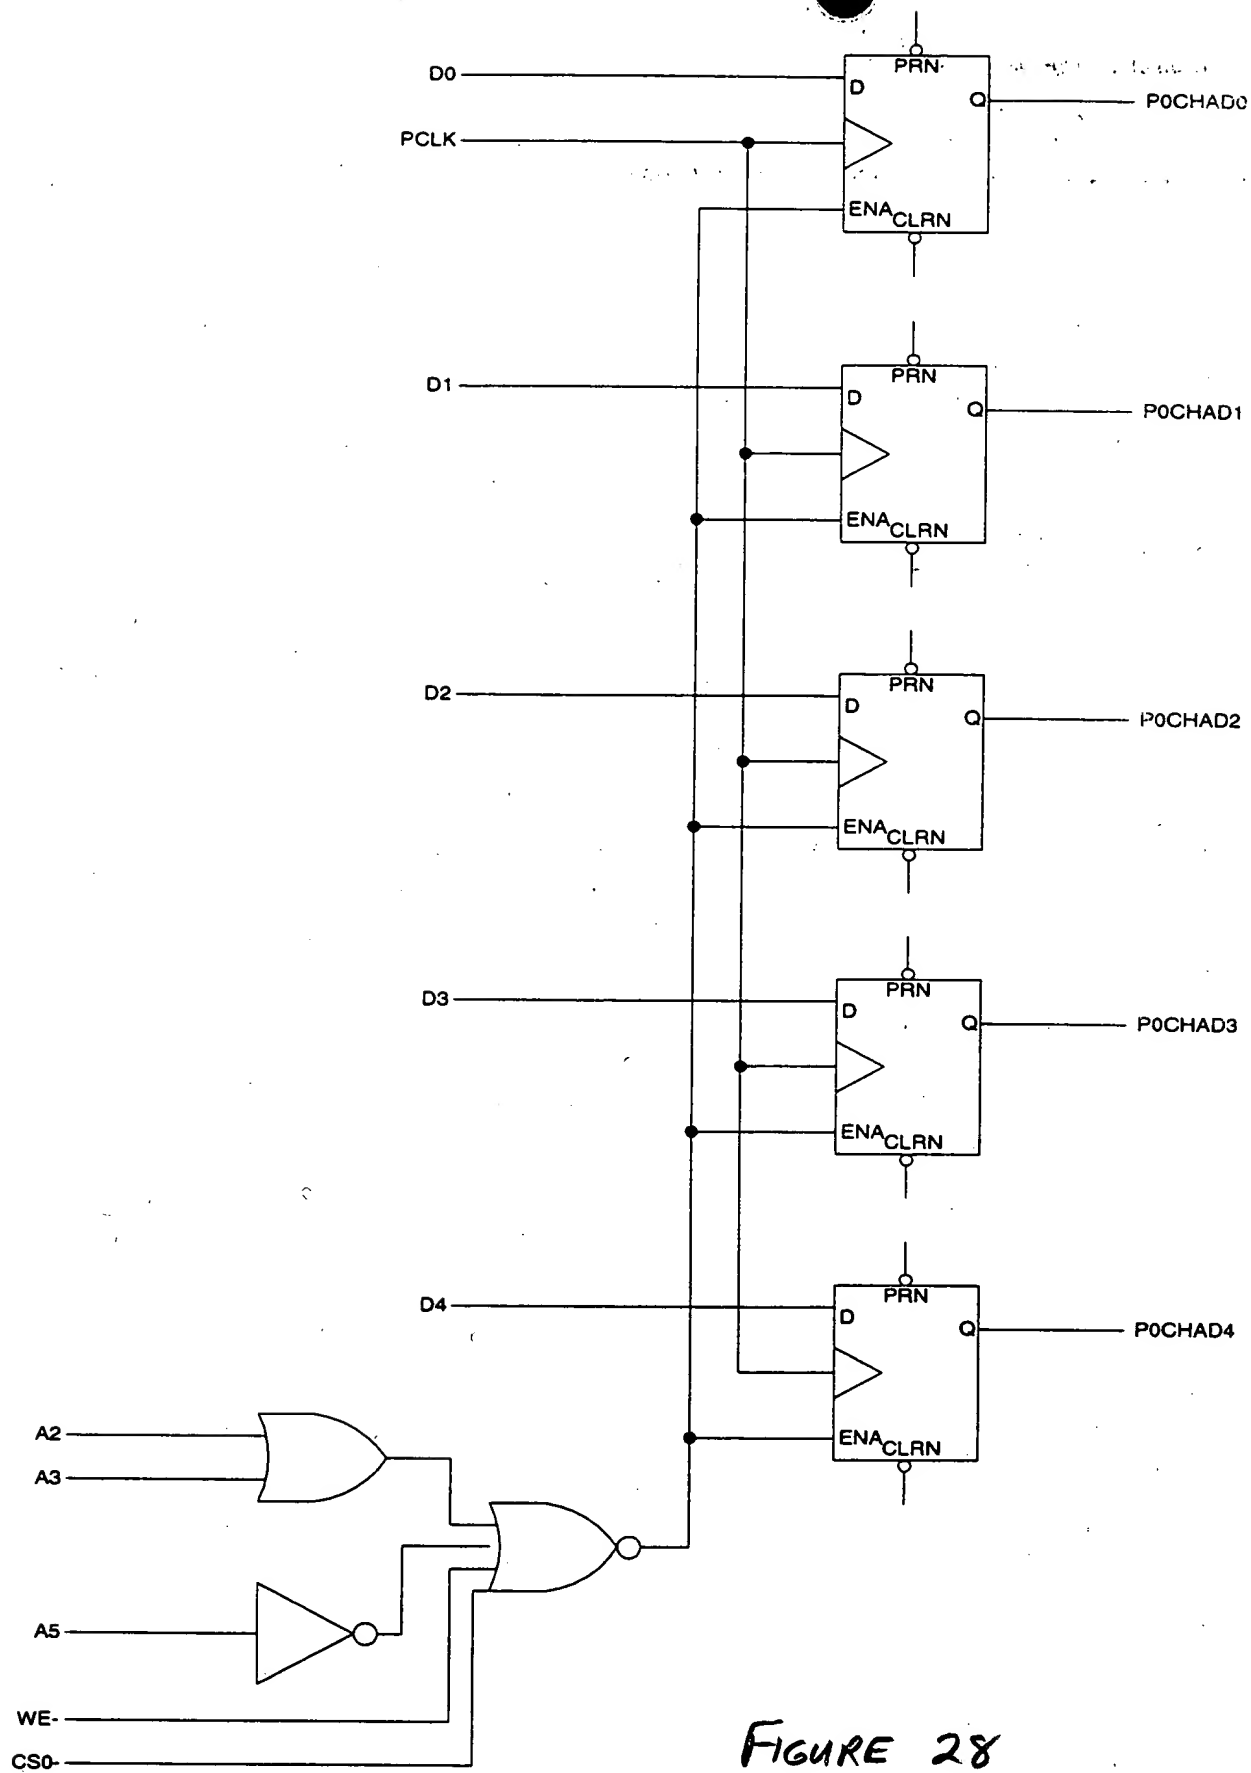 PRN
D0
D
Q
P0CHAD0
PCLK
ENA
CLRN
PRN
D1
D
Q
P0CHAD1
ENA
CLRN
PRN
D2
D
Q
P0CHAD2
ENA
CLRN
PRN
D3
D
Q
P0CHAD3
ENA
CLRN
PRN
D4
D
Q
P0CHAD4
ENA
CLRN
A2
A3
A5
WE-
CS0-
FIGURE 28